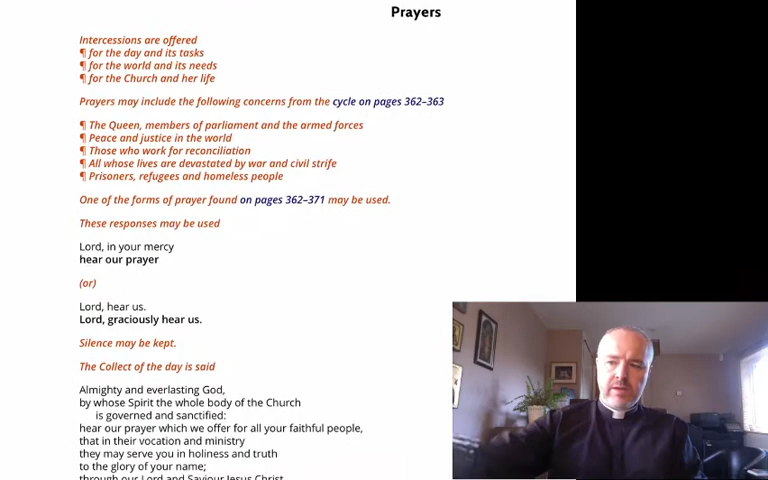 Prayers
Intercessions are offered
¶ for the day and its tasks
¶ for the world and its needs
¶ for the Church and her life
Prayers may include the following concerns from the cycle on pages 362–363
¶ The Queen, members of parliament and the armed forces
¶ Peace and justice in the world
¶ Those who work for reconciliation
¶ All whose lives are devastated by war and civil strife
¶ Prisoners, refugees and homeless people
One of the forms of prayer found on pages 362–371 may be used.
These responses may be used
Lord, in your mercy
hear our prayer
(or)
Lord, hear us.
Lord, graciously hear us.
Silence may be kept.
The Collect of the day is said
Almighty and everlasting God,
by whose Spirit the whole body of the Church
is governed and sanctified:
hear our prayer which we offer for all your faithful people,
that in their vocation and ministry
they may serve you in holiness and truth
to the glory of your name;
through our Lord and Saviour Jesus Christ